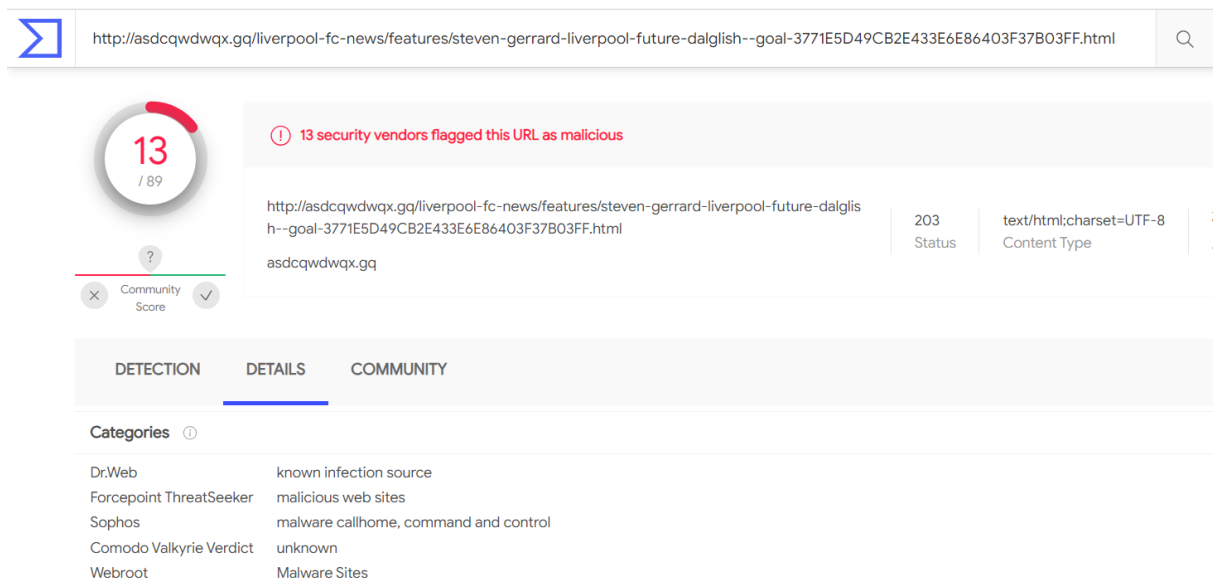 http://asdcqwdwqx.gq/liverpool-fc-news/features/steven-gerrard-liverpool-future-dalglish--goal-3771E5D49CB2E433E6E86403F37B03FF.html
13
/ 89
13 security vendors flagged this URL as malicious
http://asdcqwdwqx.gq/liverpool-fc-news/features/steven-gerrard-liverpool-future-dalglis
h--goal-3771E5D49CB2E433E6E86403F37B03FF.html
asdcqwdwqx.gq
203
Status
text/html;charset=UTF-8
Content Type
?
Community
Score
DETECTION DETAILS COMMUNITY
Categories
Dr.Web known infection source
Forcepoint ThreatSeeker malicious web sites
Sophos malware callhome, command and control
Comodo Valkyrie Verdict unknown
Webroot Malware Sites